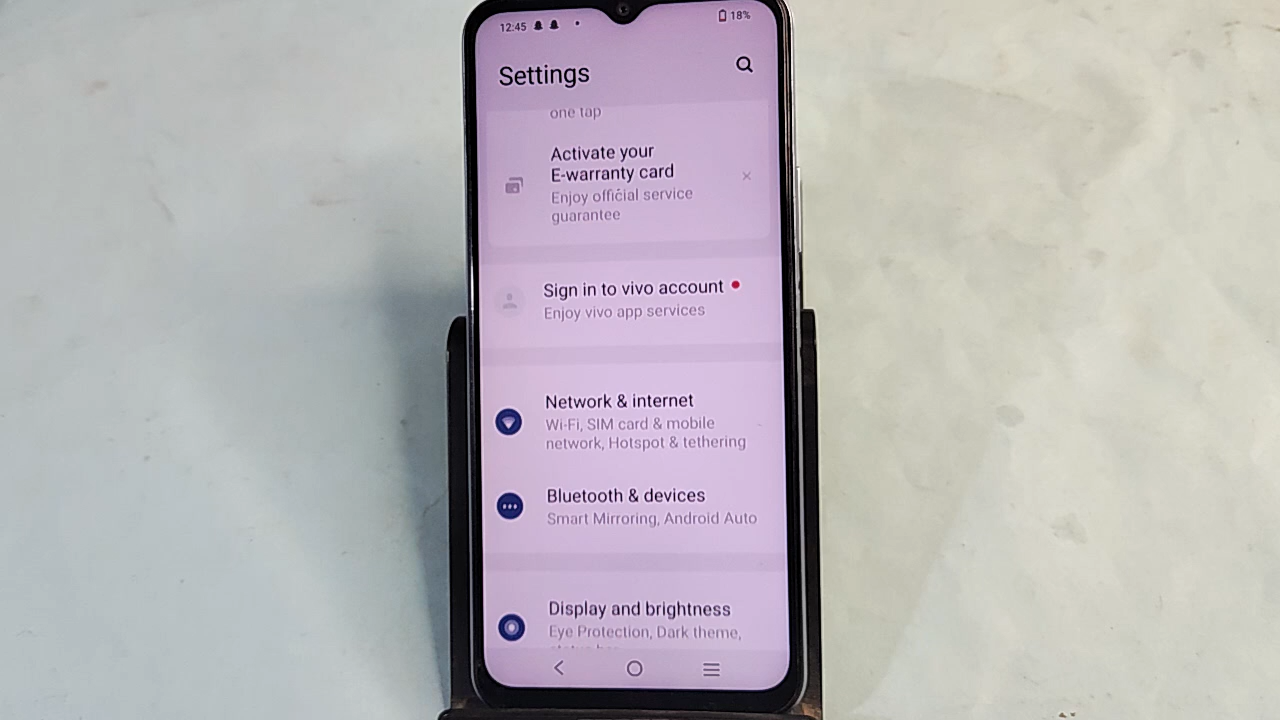 12:45 18%
Settings
one tap
Activate your
E-warranty card
Enjoy official service
guarantee
Sign in to vivo account
Enjoy vivo app services
Network & internet
Wi-Fi, SIM card & mobile
network, Hotspot & tethering
Bluetooth & devices
Smart Mirroring, Android Auto
Display and brightness
Eye Protection, Dark theme,